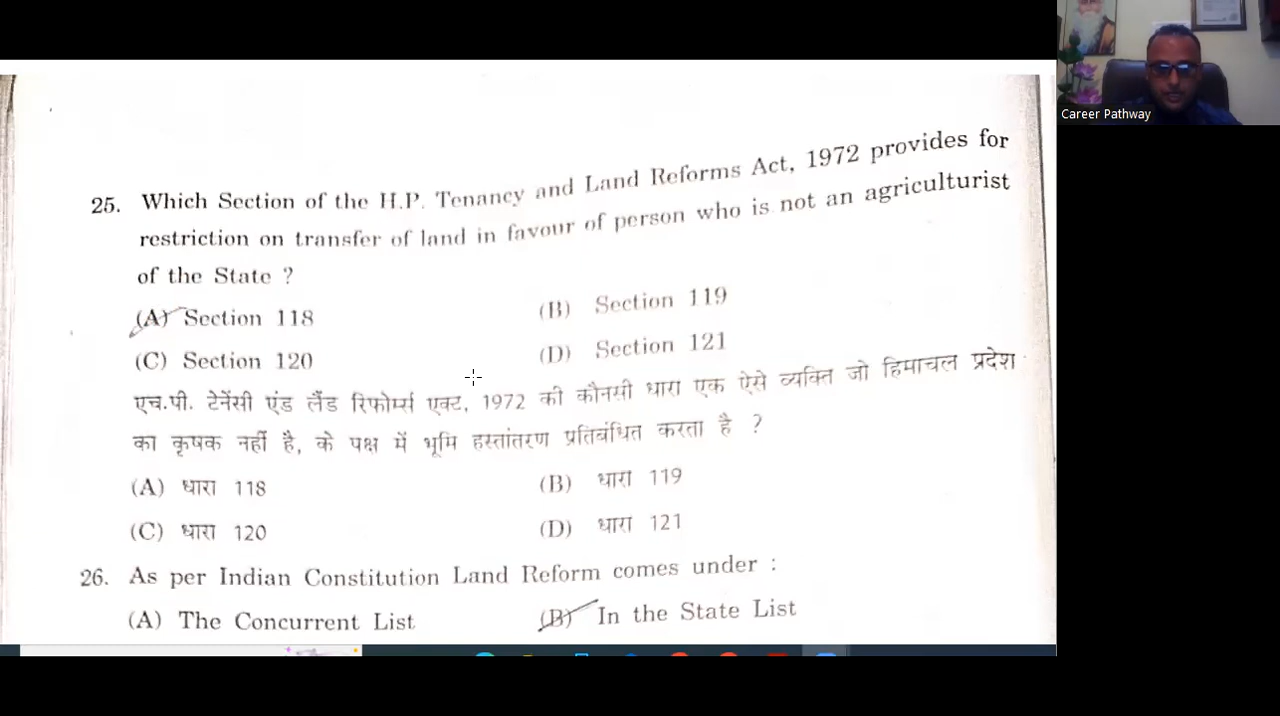 25. Which Section of the H.P. Tenancy and Land Reforms Act, 1972 provides for
restriction on transfer of land in favour of person who is not an agriculturist
of the State ?
(A) Section 118 (B) Section 119
(C) Section 120 (D) Section 121
एच.पी. टेनेंसी एंड लैंड रिफोर्म्स एक्ट, 1972 की कौनसी धारा एक ऐसे व्यक्ति जो हिमाचल प्रदेश
का कृषक नहीं है, के पक्ष में भूमि हस्तांतरण प्रतिबंधित करता है ?
(A) धारा 118 (B) धारा 119
(C) धारा 120 (D) धारा 121
26. As per Indian Constitution Land Reform comes under :
(A) The Concurrent List (B) In the State List
Career Pathway